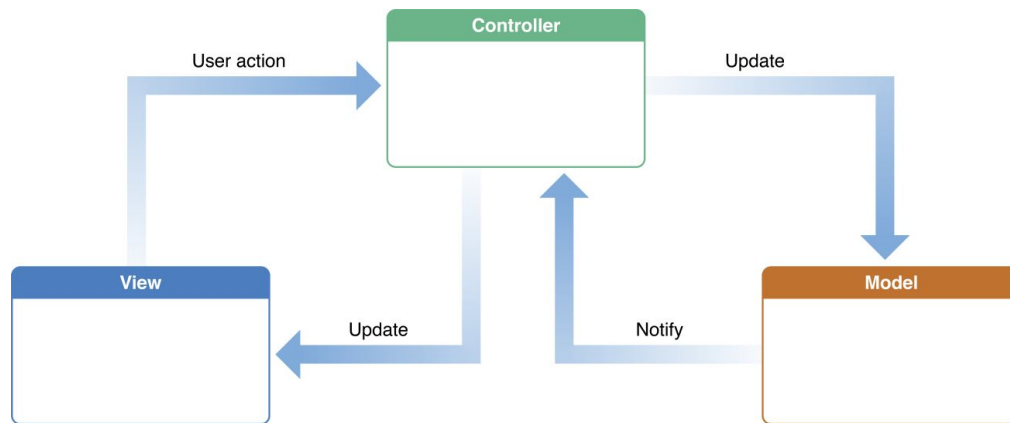 Controller
User action
Update
View
Model
Update
Notify